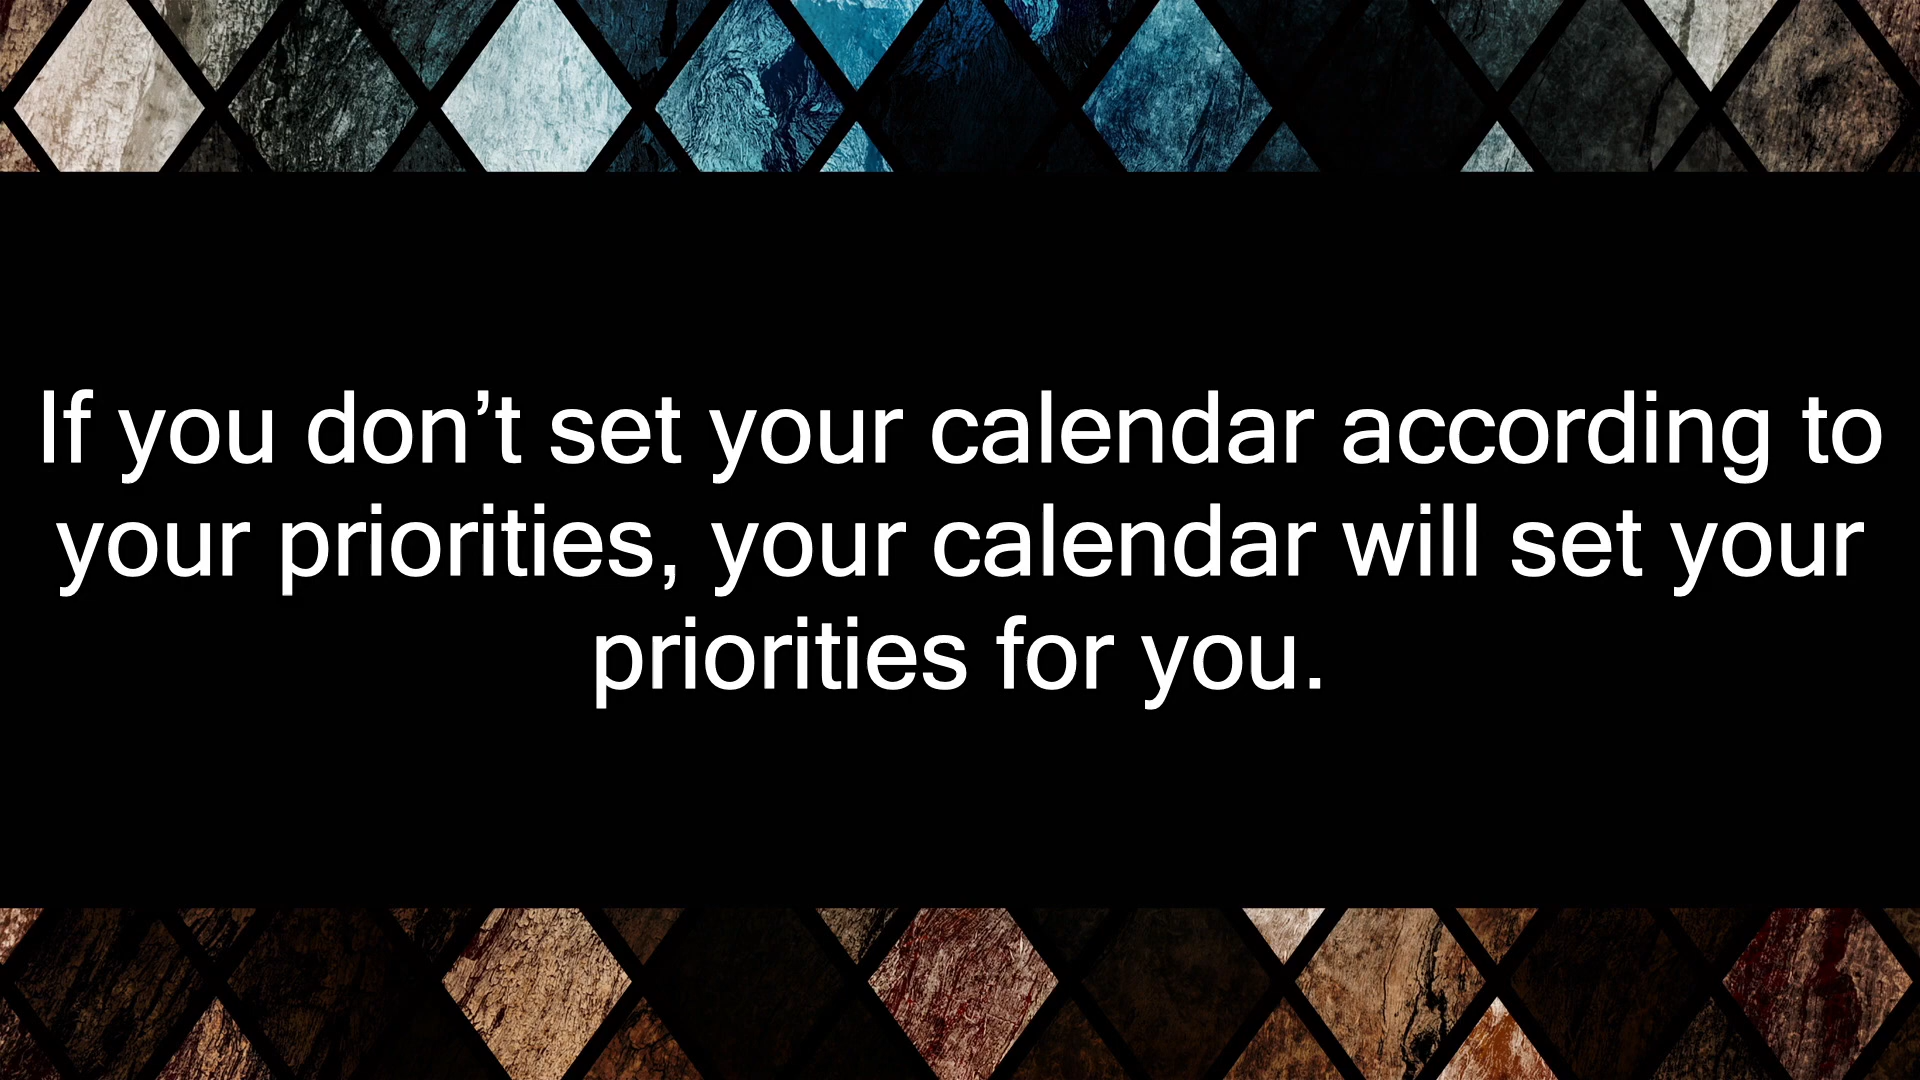 If you don’t set your calendar according to
your priorities, your calendar will set your
priorities for you.